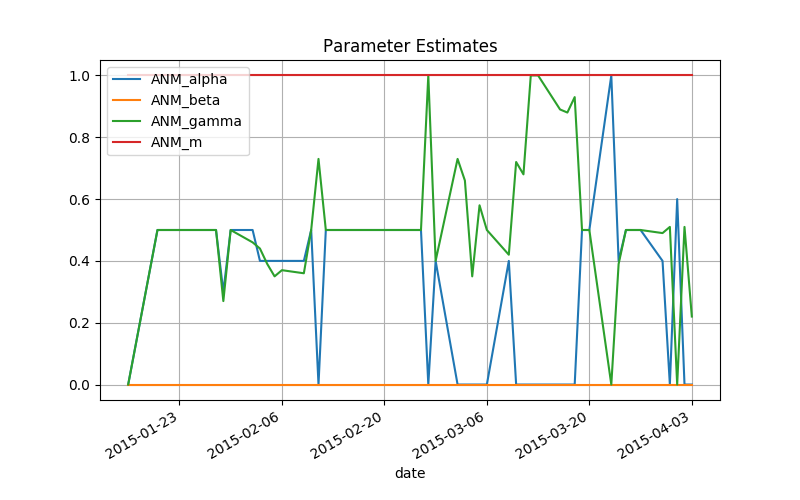 Parameter Estimates
1.0
0.8
0.6
0.4
0.2
0.0
ANM_alpha
ANM_beta
ANM_gamma
ANM_m
2015-01-23
2015-02-06
2015-02-20
2015-03-06
2015-03-20
2015-04-03
date